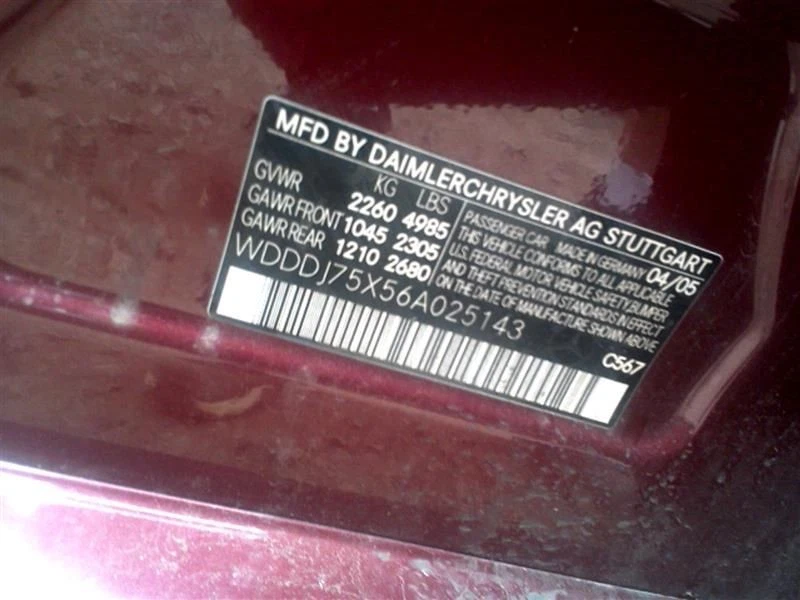 MFD BY DAIMLERCHRYSLER AG STUTTGART
KG LBS
GVWR 2260 4985
GAWR FRONT 1045 2305
GAWR REAR 1210 2680
PASSENGER CAR MADE IN GERMANY 04/05
THIS VEHICLE CONFORMS TO ALL APPLICABLE
U.S. FEDERAL MOTOR VEHICLE SAFETY, BUMPER
AND THEFT PREVENTION STANDARDS IN EFFECT
ON THE DATE OF MANUFACTURE SHOWN ABOVE
WDDDJ75X56A025143
C567